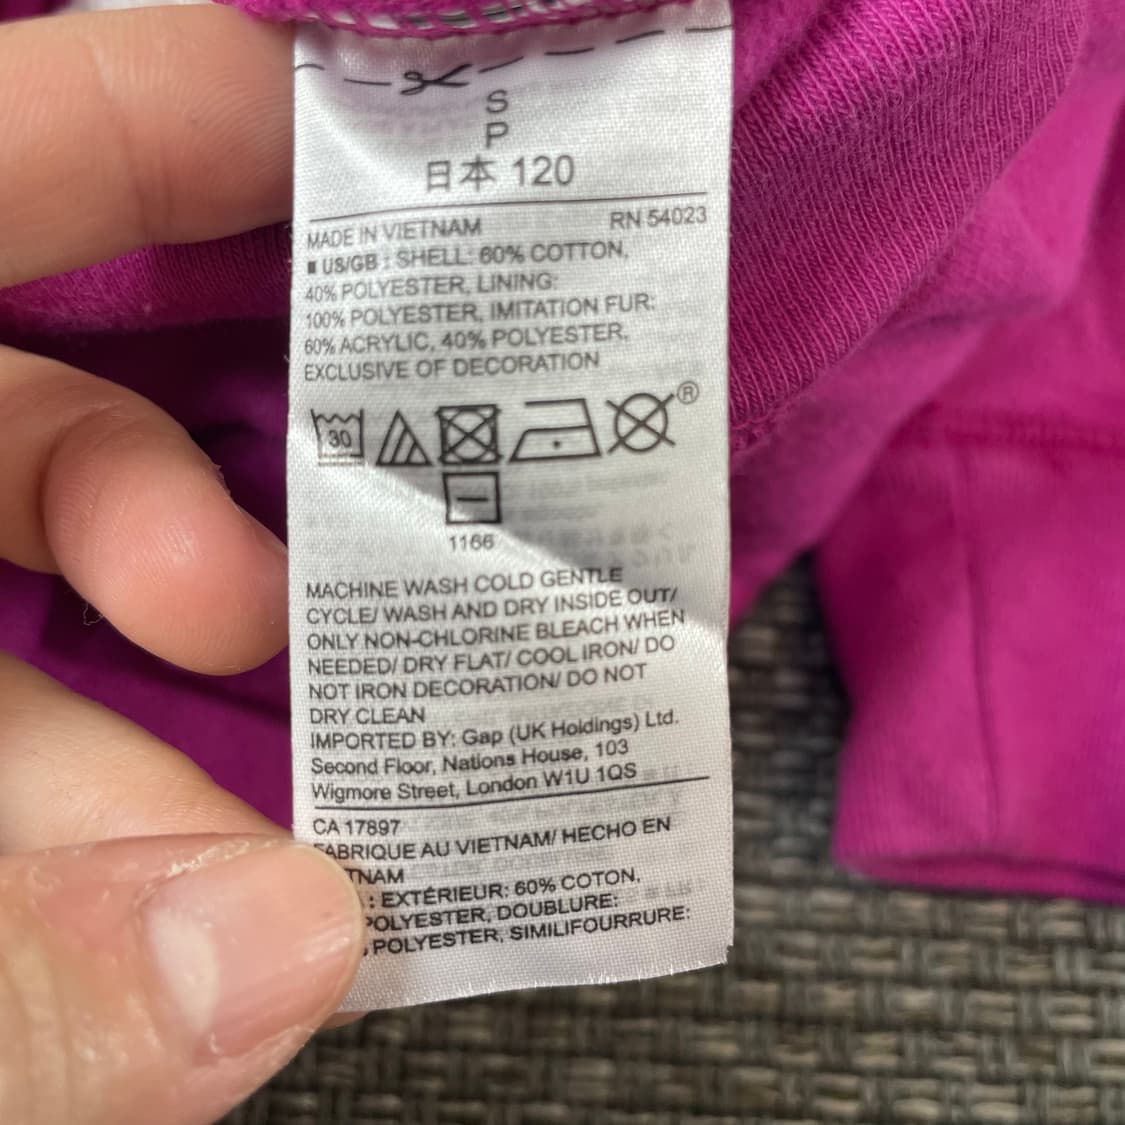 S
P
日本 120
MADE IN VIETNAM RN 54023
US/GB : SHELL: 60% COTTON,
40% POLYESTER, LINING:
100% POLYESTER, IMITATION FUR:
60% ACRYLIC, 40% POLYESTER,
EXCLUSIVE OF DECORATION
30
®
1166
MACHINE WASH COLD GENTLE
CYCLE/ WASH AND DRY INSIDE OUT/
ONLY NON-CHLORINE BLEACH WHEN
NEEDED/ DRY FLAT/ COOL IRON/ DO
NOT IRON DECORATION/ DO NOT
DRY CLEAN
IMPORTED BY: Gap (UK Holdings) Ltd.
Second Floor, Nations House, 103
Wigmore Street, London W1U 1QS
CA 17897
FABRIQUE AU VIETNAM/ HECHO EN
TNAM
: EXTÉRIEUR: 60% COTON,
POLYESTER, DOUBLURE:
POLYESTER, SIMILIFOURRURE: